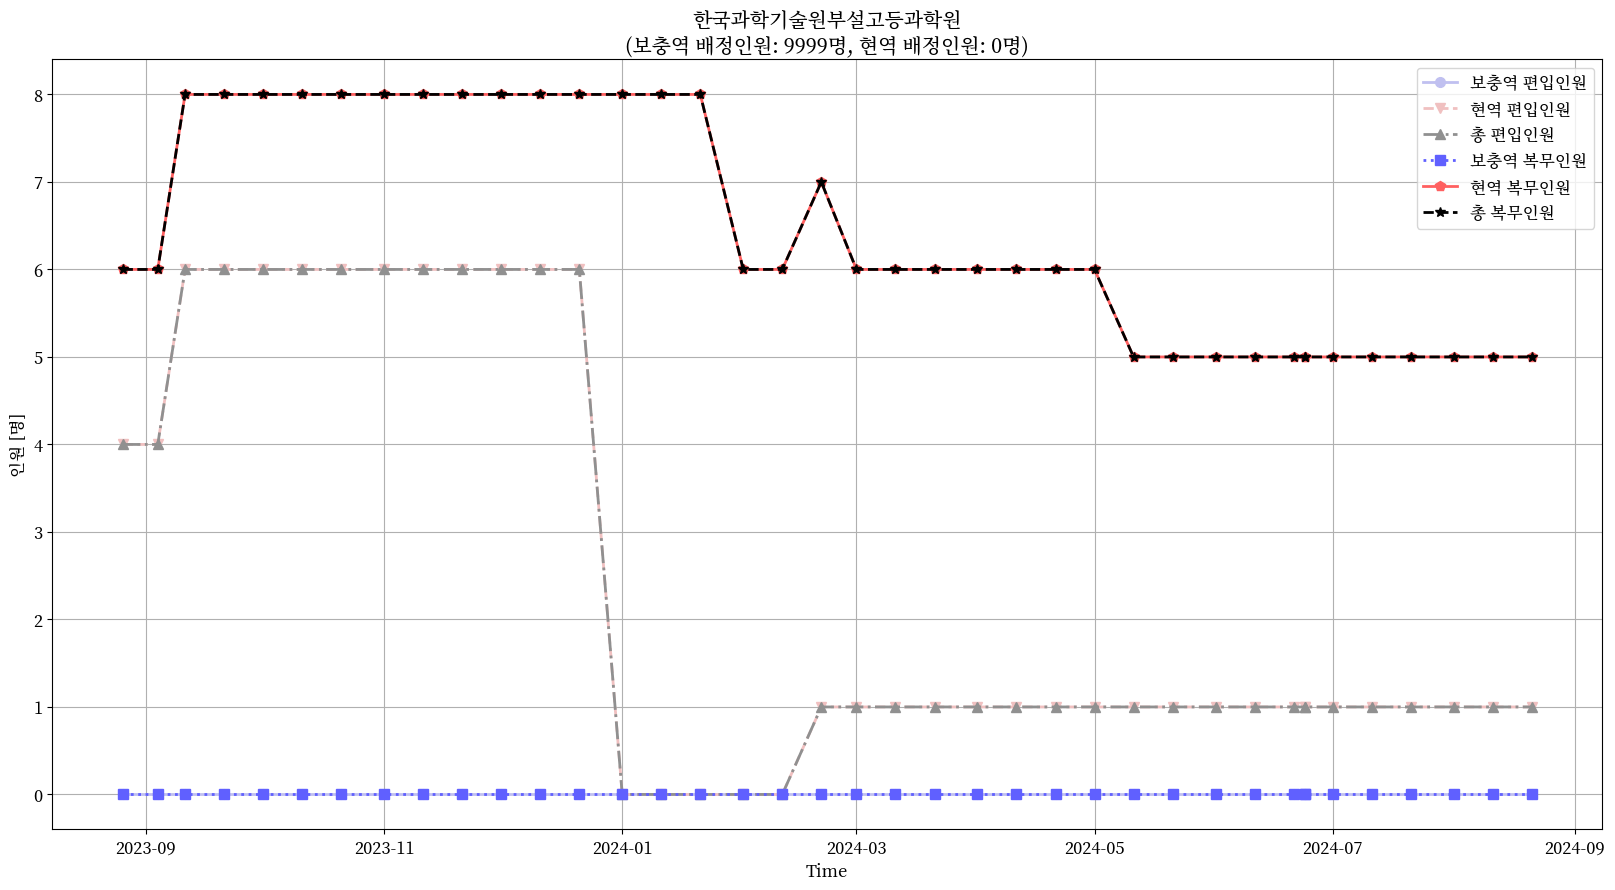 한국과학기술원부설고등과학원
(보충역 배정인원: 9999명, 현역 배정인원: 0명)
보충역 편입인원
현역 편입인원
총 편입인원
보충역 복무인원
현역 복무인원
총 복무인원
인원 [명]
8
7
6
5
4
3
2
1
0
2023-09
2023-11
2024-01
2024-03
2024-05
2024-07
2024-09
Time